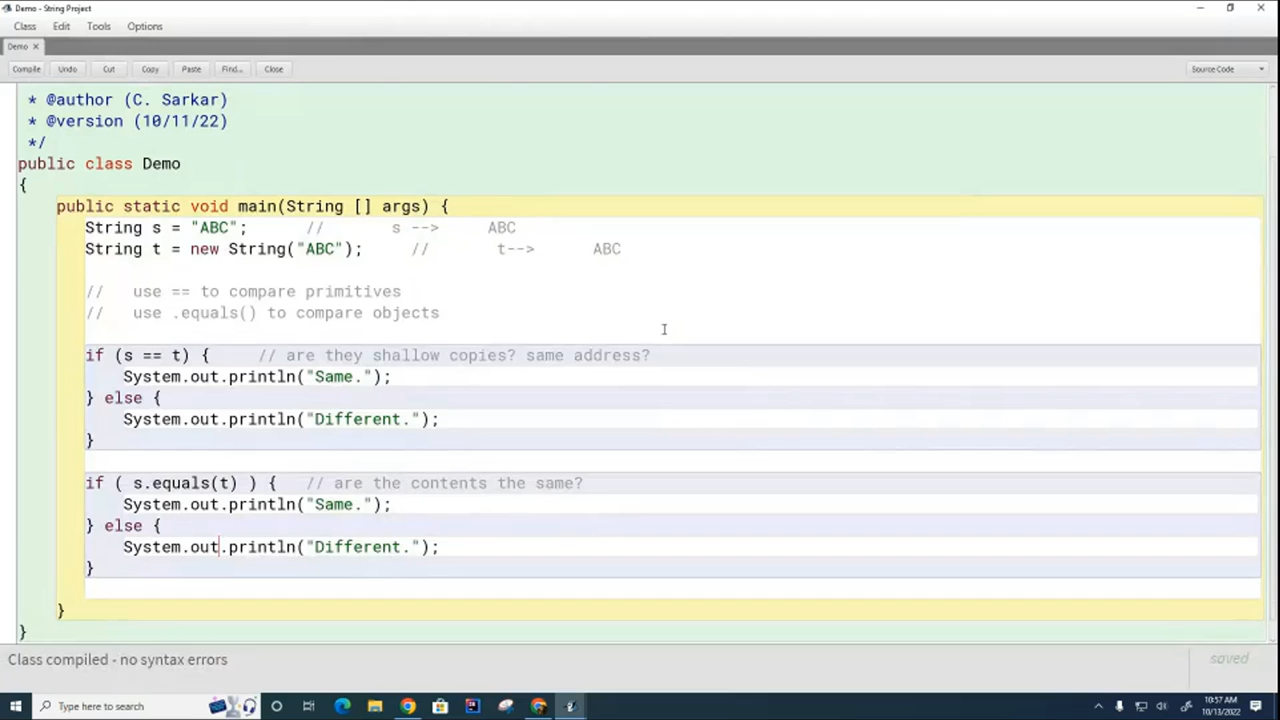 Demo - String Project
Class Edit Tools Options
Demo ×
Compile Undo Cut Copy Paste Find... Close Source Code
* @author (C. Sarkar)
* @version (10/11/22)
*/
public class Demo
{
public static void main(String [] args) {
String s = "ABC"; // s --> ABC
String t = new String("ABC"); // t--> ABC
// use == to compare primitives
// use .equals() to compare objects
if (s == t) { // are they shallow copies? same address?
System.out.println("Same.");
} else {
System.out.println("Different.");
}
if ( s.equals(t) ) { // are the contents the same?
System.out.println("Same.");
} else {
System.out.println("Different.");
}
}
}
Class compiled - no syntax errors
saved
Type here to search
10:57 AM
10/13/2022